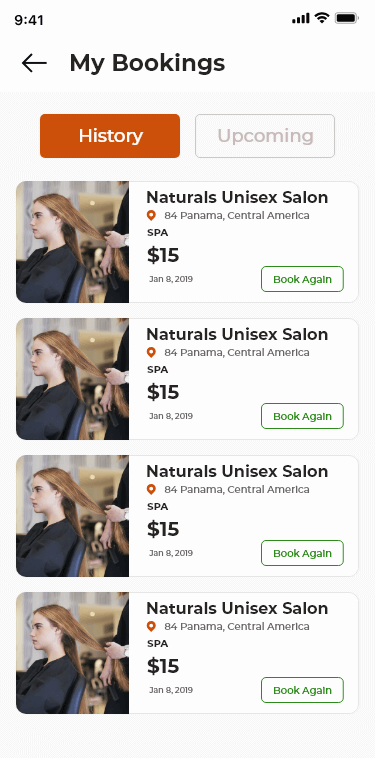 9:41
My Bookings
History
Upcoming
Naturals Unisex Salon
84 Panama, Central America
SPA
$15
Jan 8, 2019
Book Again
Naturals Unisex Salon
84 Panama, Central America
SPA
$15
Jan 8, 2019
Book Again
Naturals Unisex Salon
84 Panama, Central America
SPA
$15
Jan 8, 2019
Book Again
Naturals Unisex Salon
84 Panama, Central America
SPA
$15
Jan 8, 2019
Book Again